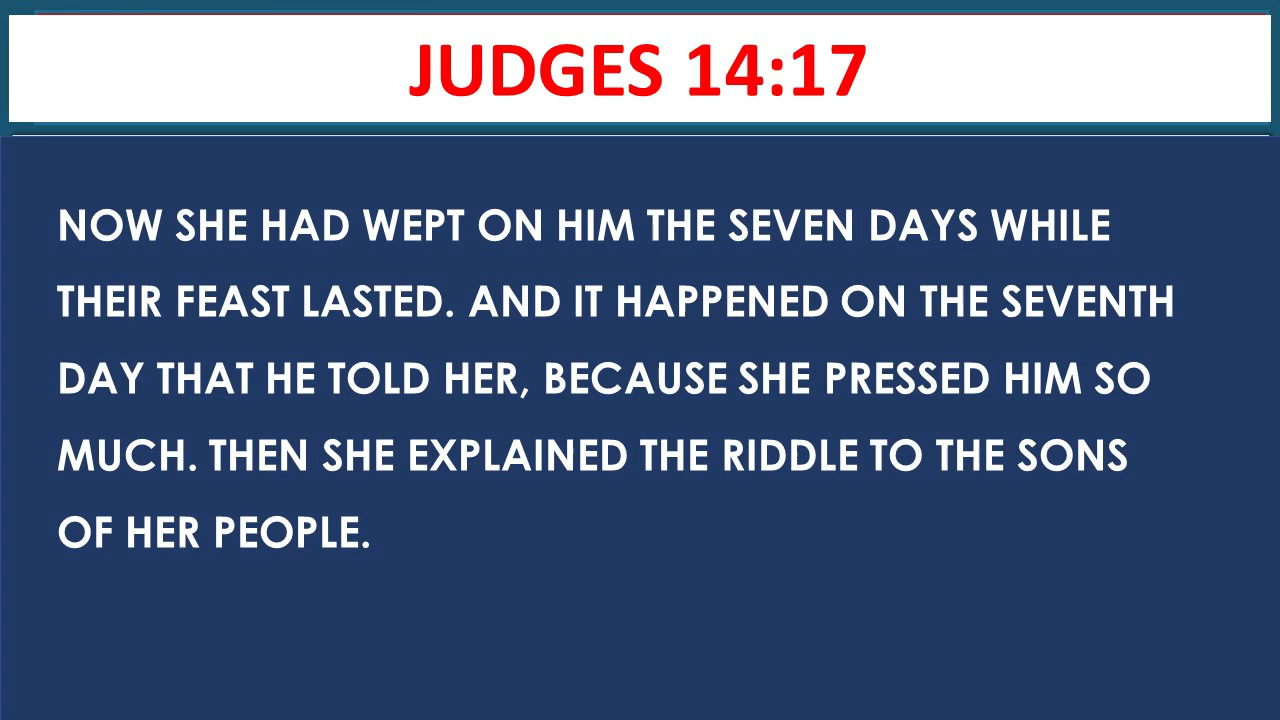 JUDGES 14:17
NOW SHE HAD WEPT ON HIM THE SEVEN DAYS WHILE
THEIR FEAST LASTED. AND IT HAPPENED ON THE SEVENTH
DAY THAT HE TOLD HER, BECAUSE SHE PRESSED HIM SO
MUCH. THEN SHE EXPLAINED THE RIDDLE TO THE SONS
OF HER PEOPLE.